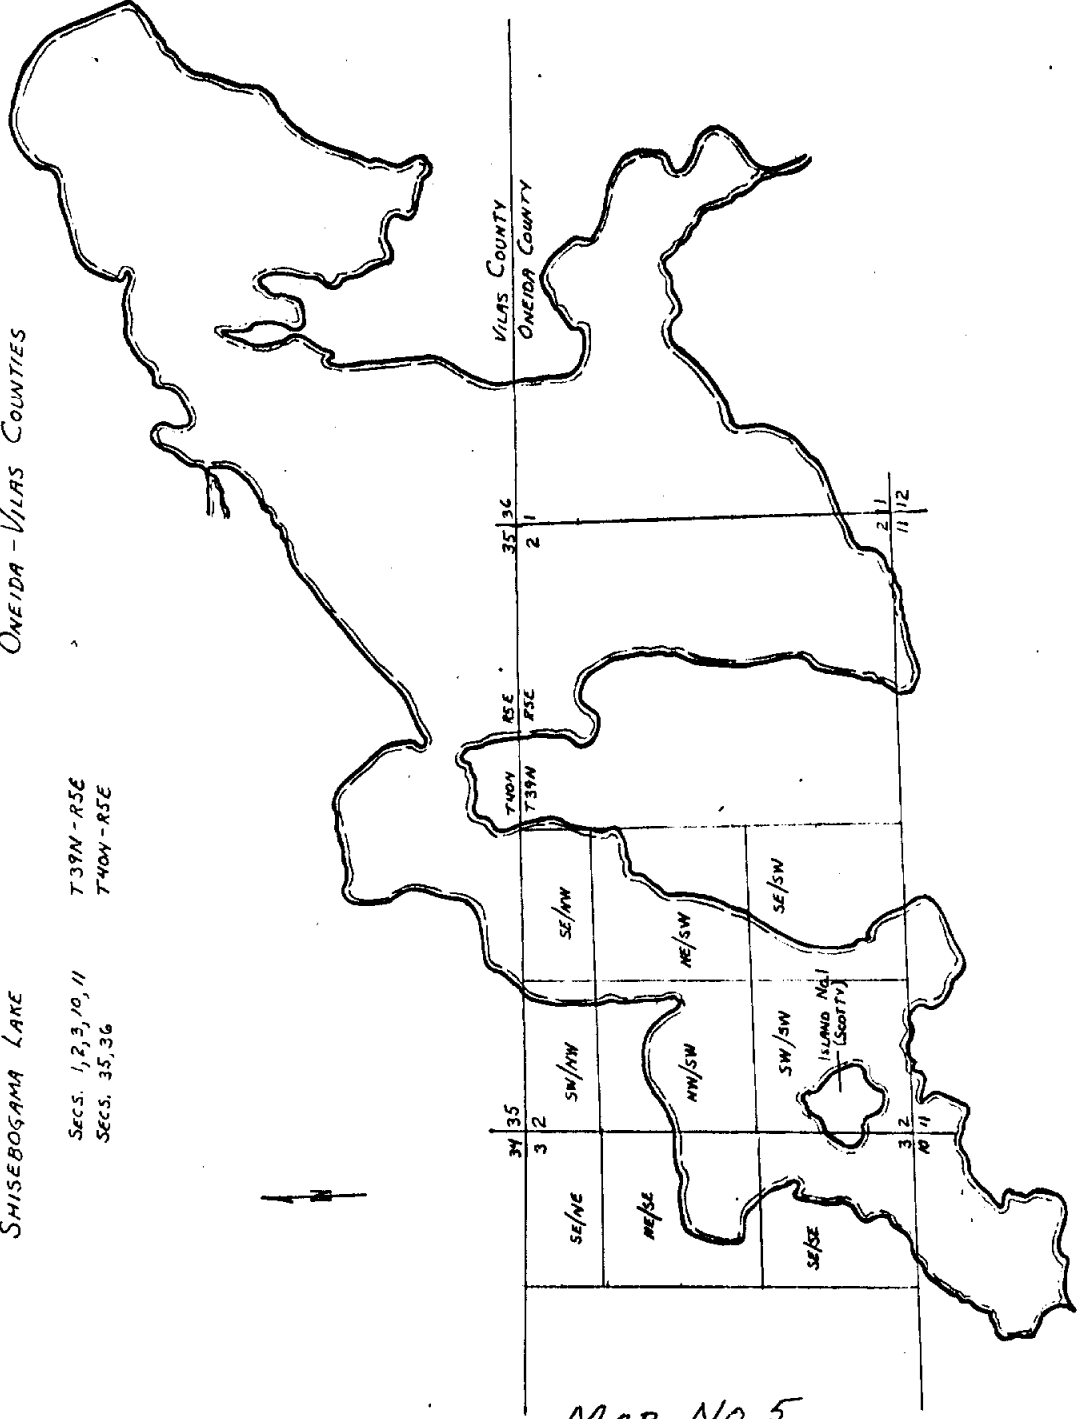 SHISEBOGAMA LAKE
ONEIDA-VILAS COUNTIES
SECS. 1,2,3,10,11
T39N-R5E
SECS. 35,36
T40N-R5E
N
VILAS COUNTY
ONEIDA COUNTY
34 35
3 2
T40N R5E
T39N R5E
35 36
2 1
SE/NE
SW/NW
SE/NW
NE/SE
NW/SW
NE/SW
SE/SE
SW/SW
SE/SW
ISLAND No.1
(SCOTTY)
3 2
10 11
2 1
11 12
MAP NO 5